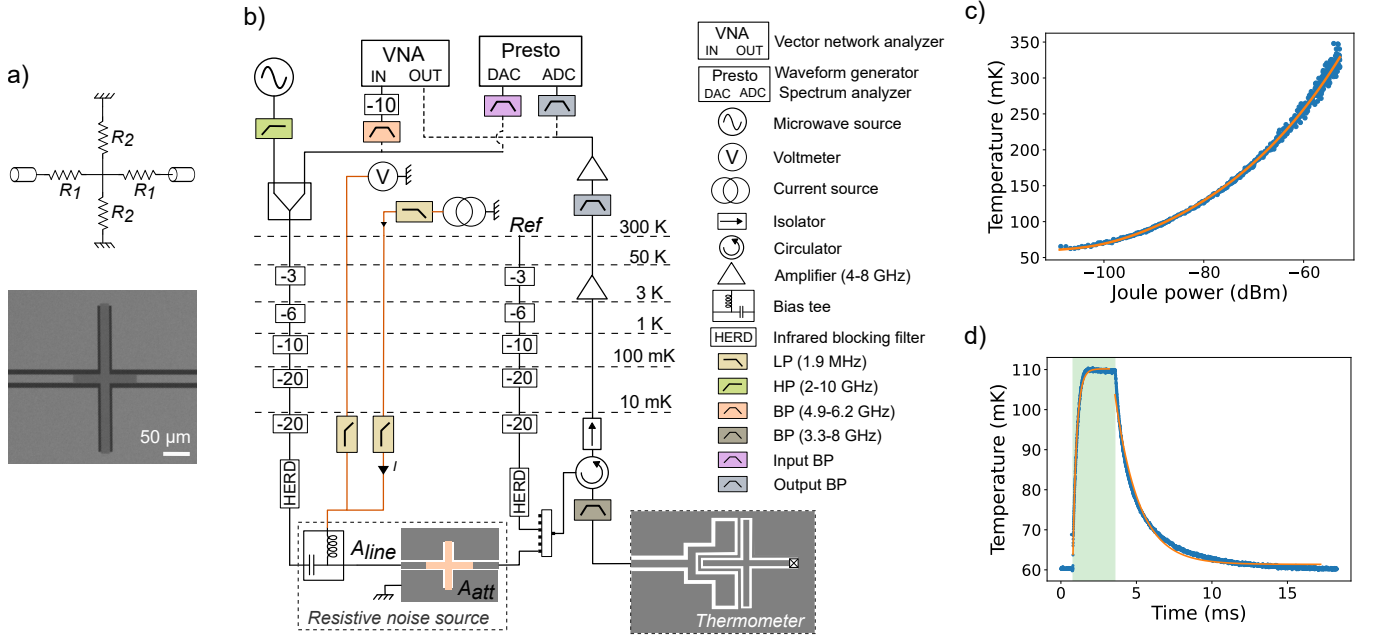 a)
R2
R1
R1
R2
50 µm
b)
VNA
IN OUT
Presto
DAC ADC
-10
V
Ref
300 K
50 K
-3
-3
3 K
-6
-6
1 K
-10
-10
100 mK
-20
-20
10 mK
-20
-20
I
HERD
HERD
Aline
Aatt
Resistive noise source
Thermometer
VNA
IN OUT
Vector network analyzer
Presto
DAC ADC
Waveform generator
Spectrum analyzer
Microwave source
V
Voltmeter
Current source
Isolator
Circulator
Amplifier (4-8 GHz)
Bias tee
HERD
Infrared blocking filter
LP (1.9 MHz)
HP (2-10 GHz)
BP (4.9-6.2 GHz)
BP (3.3-8 GHz)
Input BP
Output BP
c)
Temperature (mK)
350
300
250
200
150
100
50
−100
−80
−60
Joule power (dBm)
d)
Temperature (mK)
110
100
90
80
70
60
0
5
10
15
Time (ms)